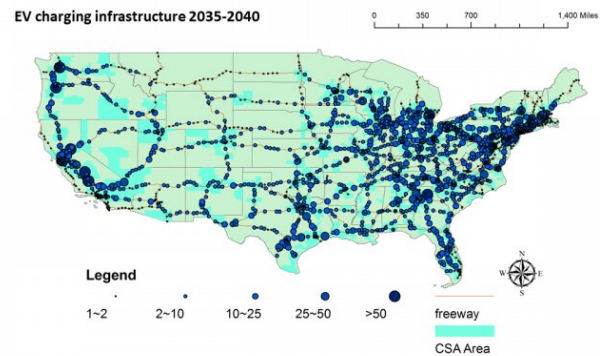 EV charging infrastructure 2035-2040
0 350 700 1,400 Miles
N
W E
S
Legend
1~2 2~10 10~25 25~50 >50 freeway
CSA Area